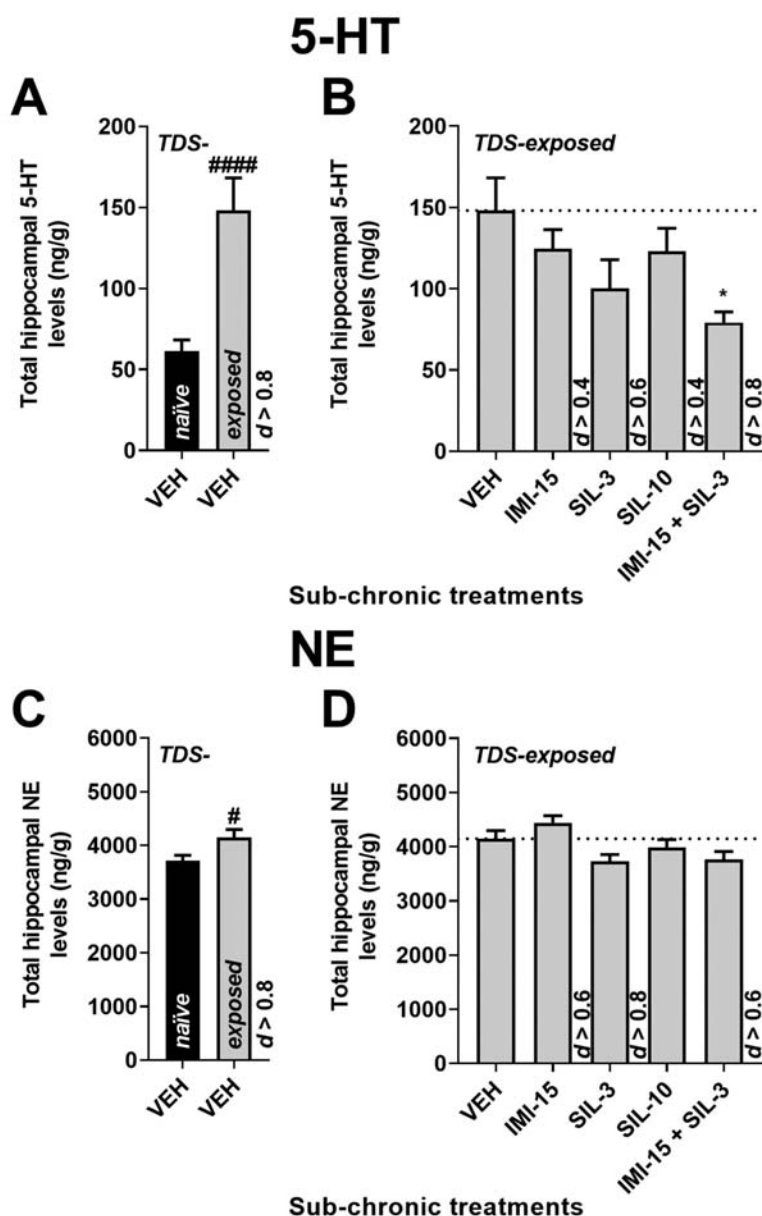 5-HT
A
Total hippocampal 5-HT
levels (ng/g)
200
150
100
50
0
TDS-
####
naïve
exposed
d > 0.8
VEH
VEH
B
Total hippocampal 5-HT
levels (ng/g)
200
150
100
50
0
TDS-exposed
*
d > 0.4
d > 0.6
d > 0.4
d > 0.8
VEH
IMI-15
SIL-3
SIL-10
IMI-15 + SIL-3
Sub-chronic treatments
NE
C
Total hippocampal NE
levels (ng/g)
6000
5000
4000
3000
2000
1000
0
TDS-
#
naïve
exposed
d > 0.8
VEH
VEH
D
Total hippocampal NE
levels (ng/g)
6000
5000
4000
3000
2000
1000
0
TDS-exposed
d > 0.6
d > 0.8
d > 0.6
VEH
IMI-15
SIL-3
SIL-10
IMI-15 + SIL-3
Sub-chronic treatments